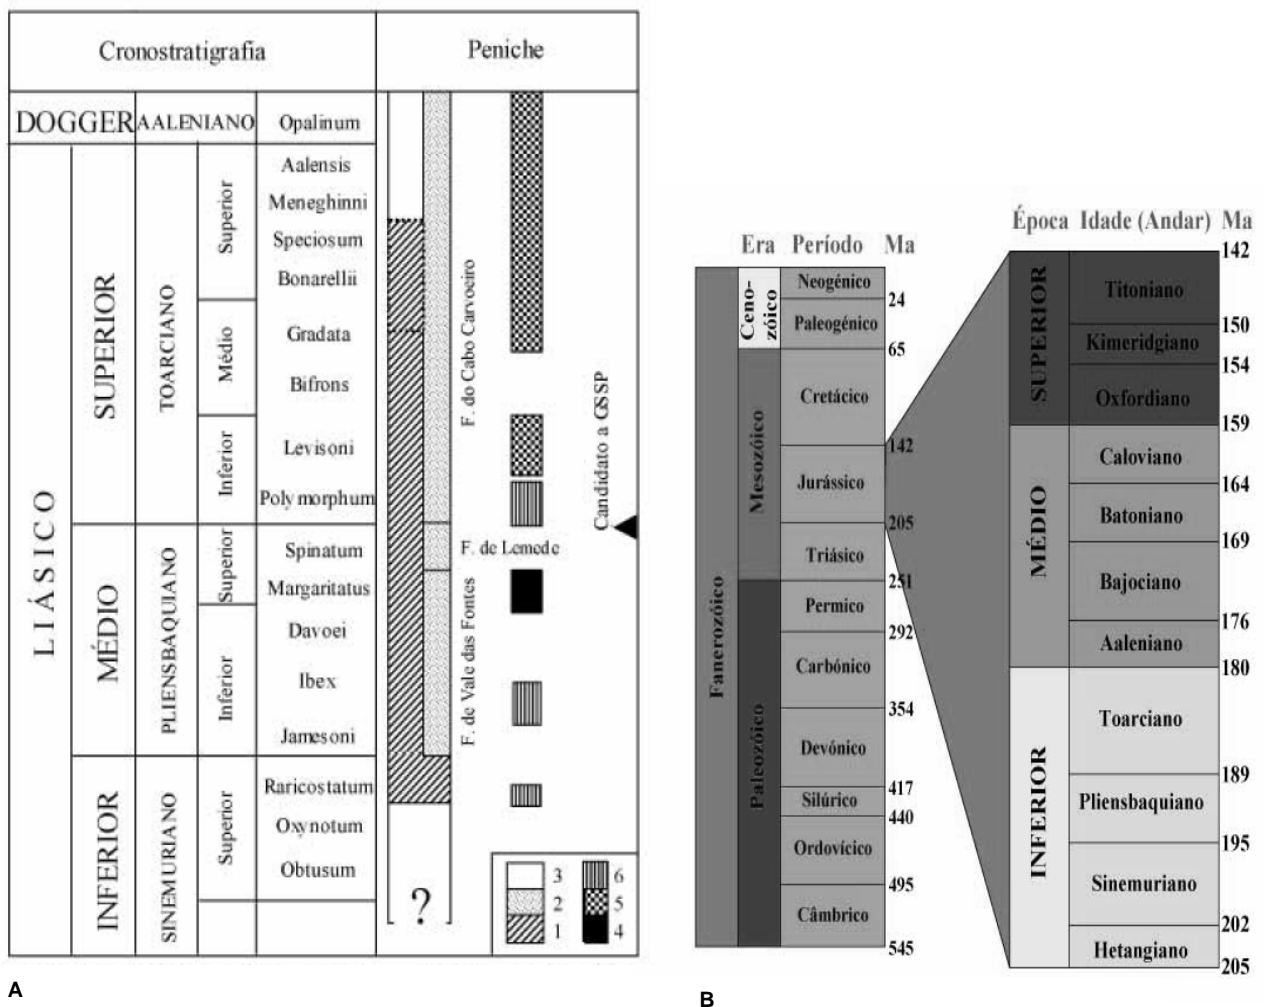 Cronostratigrafia
Peniche
DOGGER
AALENIANO
Opalinum
LIÁSICO
SUPERIOR
TOARCIANO
Superior
Aalensis
Meneghinni
Speciosum
Bonarellii
Médio
Gradata
Bifrons
Inferior
Levisoni
Polymorphum
MÉDIO
PLIENSBAQUIANO
Superior
Spinatum
Margaritatus
Inferior
Davoei
Ibex
Jamesoni
INFERIOR
SINEMURIANO
Superior
Raricostatum
Oxynotum
Obtusum
F. do Cabo Carvoeiro
F. de Lemede
F. de Vale das Fontes
Candidato a GSSP
?
3 6
2 5
1 4
A
Era Período Ma
Fanerozóico
Ceno-
zóico
Mesozóico
Paleozóico
Neogénico
24
Paleogénico
65
Cretácico
142
Jurássico
205
Triásico
251
Permico
292
Carbónico
354
Devónico
417
Silúrico
440
Ordovícico
495
Câmbrico
545
Época Idade (Andar) Ma
142
SUPERIOR
Titoniano
150
Kimeridgiano
154
Oxfordiano
159
MÉDIO
Caloviano
164
Batoniano
169
Bajociano
176
Aaleniano
180
INFERIOR
Toarciano
189
Pliensbaquiano
195
Sinemuriano
202
Hetangiano
205
B